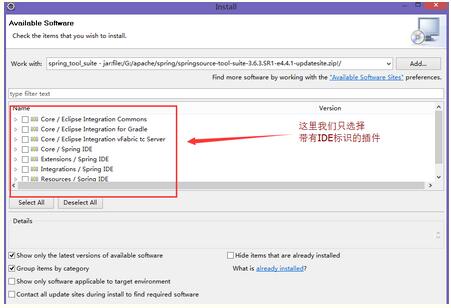 Install
Available Software
Check the items that you wish to install.
Work with: spring_tool_suite - jar:file:/G:/apache/spring/springsource-tool-suite-3.6.3.SR1-e4.4.1-updatesite.zip!/ Add...
Find more software by working with the "Available Software Sites" preferences.
type filter text
Name Version
Core / Eclipse Integration Commons
Core / Eclipse Integration for Gradle
Core / Eclipse Integration vFabric tc Server
Core / Spring IDE
Extensions / Spring IDE
Integrations / Spring IDE
Resources / Spring IDE
这里我们只选择
带有IDE标识的插件
Select All Deselect All
Details
Show only the latest versions of available software Hide items that are already installed
Group items by category What is already installed?
Show only software applicable to target environment
Contact all update sites during install to find required software